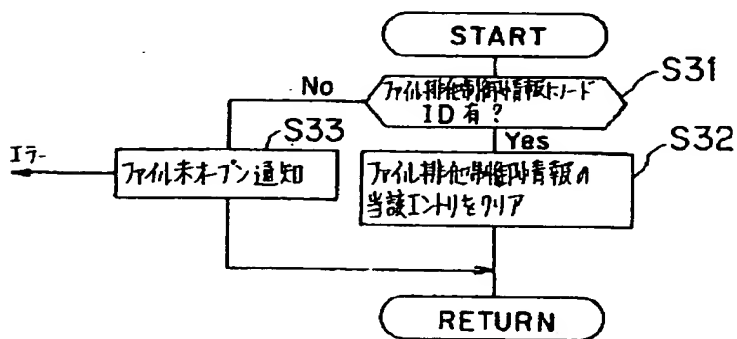 START
ファイル排他制御情報にノード
ID有?
S31
No
Yes
S33
S32
エラー
ファイル未オープン通知
ファイル排他制御情報の
当該エントリをクリア
RETURN